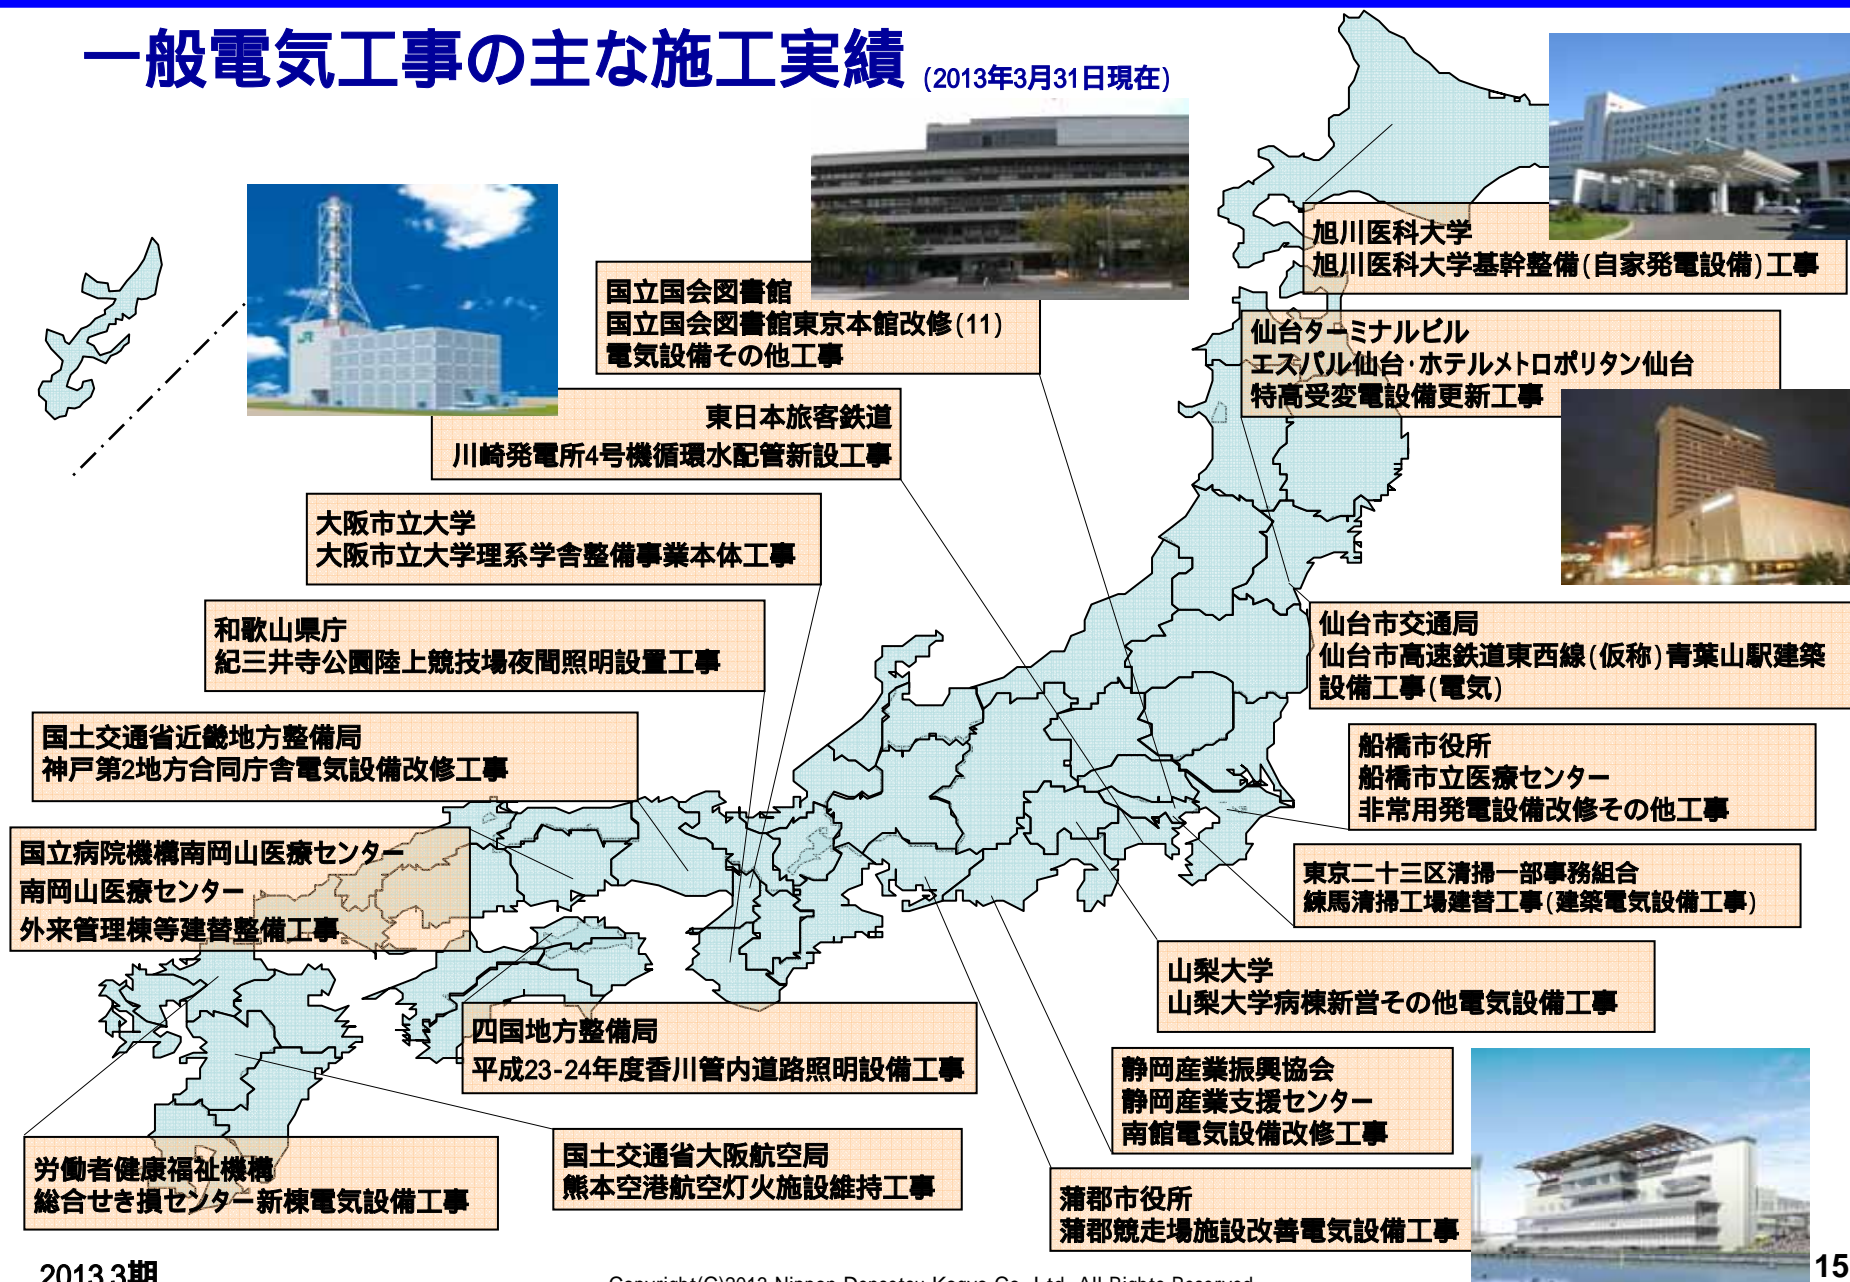 一般電気工事の主な施工実績 (2013年3月31日現在)
旭川医科大学
旭川医科大学基幹整備(自家発電設備)工事
国立国会図書館
国立国会図書館東京本館改修(11)
電気設備その他工事
仙台ターミナルビル
エスパル仙台・ホテルメトロポリタン仙台
特高受変電設備更新工事
JR
東日本旅客鉄道
川崎発電所4号機循環水配管新設工事
大阪市立大学
大阪市立大学理系学舎整備事業本体工事
和歌山県庁
紀三井寺公園陸上競技場夜間照明設置工事
仙台市交通局
仙台市高速鉄道東西線(仮称)青葉山駅建築
設備工事(電気)
国土交通省近畿地方整備局
神戸第2地方合同庁舎電気設備改修工事
船橋市役所
船橋市立医療センター
非常用発電設備改修その他工事
国立病院機構南岡山医療センター
南岡山医療センター
外来管理棟等建替整備工事
東京二十三区清掃一部事務組合
練馬清掃工場建替工事(建築電気設備工事)
山梨大学
山梨大学病棟新営その他電気設備工事
四国地方整備局
平成23-24年度香川管内道路照明設備工事
静岡産業振興協会
静岡産業支援センター
南館電気設備改修工事
労働者健康福祉機構
総合せき損センター新棟電気設備工事
国土交通省大阪航空局
熊本空港航空灯火施設維持工事
蒲郡市役所
蒲郡競走場施設改善電気設備工事
2013.3期
Copyright(C)2013 Nippon Densetsu Kogyo Co.,Ltd. All Rights Reserved
15